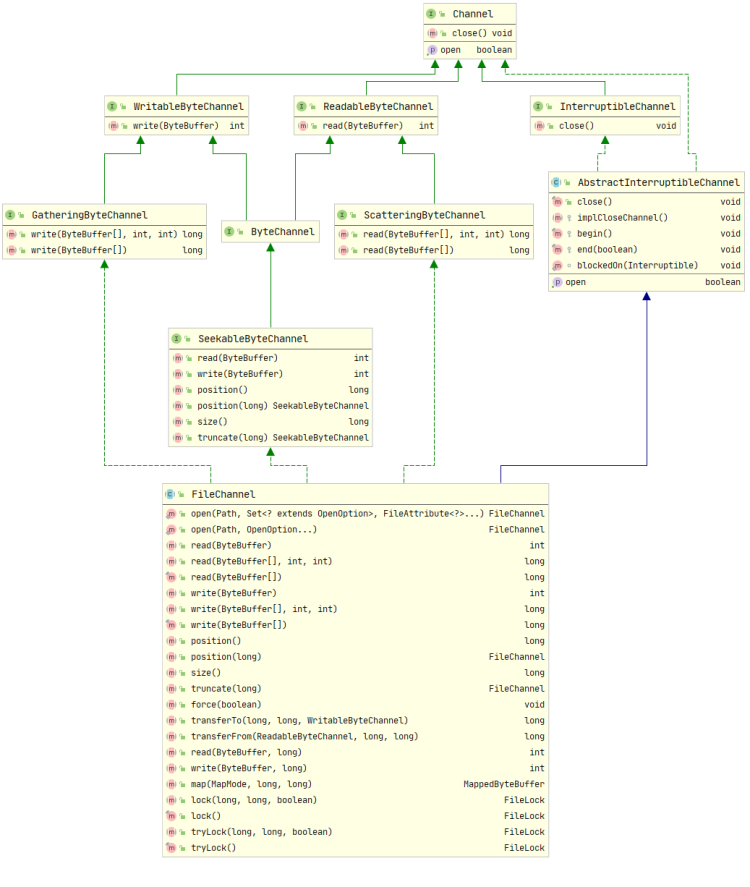 Channel
close() void
open boolean
WritableByteChannel
write(ByteBuffer) int
ReadableByteChannel
read(ByteBuffer) int
InterruptibleChannel
close() void
GatheringByteChannel
write(ByteBuffer[], int, int) long
write(ByteBuffer[]) long
ByteChannel
ScatteringByteChannel
read(ByteBuffer[], int, int) long
read(ByteBuffer[]) long
AbstractInterruptibleChannel
close() void
implCloseChannel() void
begin() void
end(boolean) void
blockedOn(Interruptible) void
open boolean
SeekableByteChannel
read(ByteBuffer) int
write(ByteBuffer) int
position() long
position(long) SeekableByteChannel
size() long
truncate(long) SeekableByteChannel
FileChannel
open(Path, Set<? extends OpenOption>, FileAttribute<?>...) FileChannel
open(Path, OpenOption...) FileChannel
read(ByteBuffer) int
read(ByteBuffer[], int, int) long
read(ByteBuffer[]) long
write(ByteBuffer) int
write(ByteBuffer[], int, int) long
write(ByteBuffer[]) long
position() long
position(long) FileChannel
size() long
truncate(long) FileChannel
force(boolean) void
transferTo(long, long, WritableByteChannel) long
transferFrom(ReadableByteChannel, long, long) long
read(ByteBuffer, long) int
write(ByteBuffer, long) int
map(MapMode, long, long) MappedByteBuffer
lock(long, long, boolean) FileLock
lock() FileLock
tryLock(long, long, boolean) FileLock
tryLock() FileLock